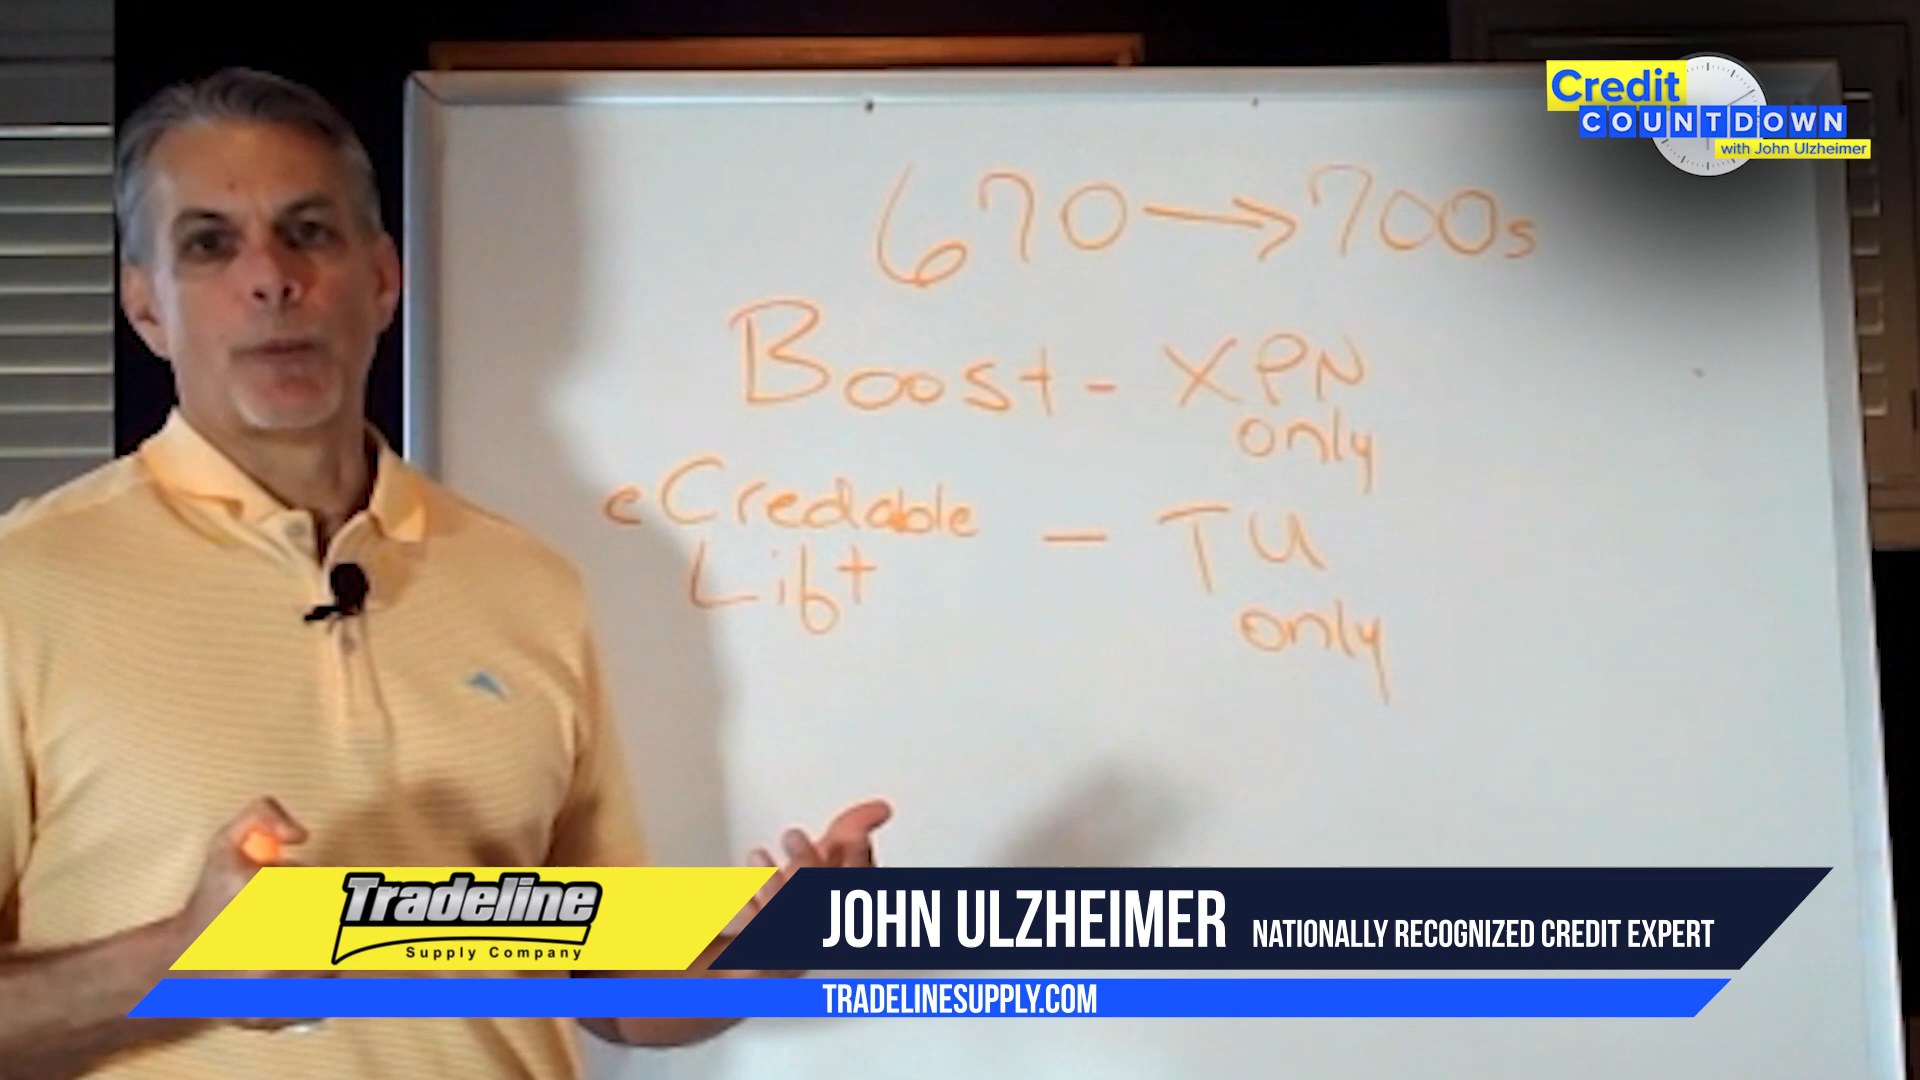 Credit
COUNTDOWN
with John Ulzheimer
670 → 700s
Boost - XPN
only
eCredable - TU
Lift
only
Tradeline
Supply Company
JOHN ULZHEIMER NATIONALLY RECOGNIZED CREDIT EXPERT
TRADELINESUPPLY.COM